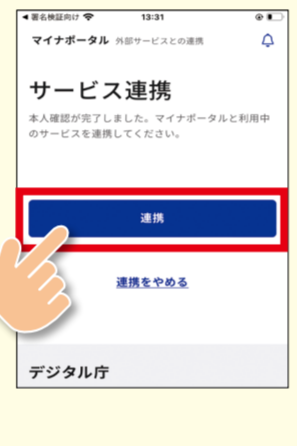 ◀署名検証向け 13:31
マイナポータル 外部サービスとの連携
サービス連携
本人確認が完了しました。マイナポータルと利用中
のサービスを連携してください。
連携
連携をやめる
デジタル庁